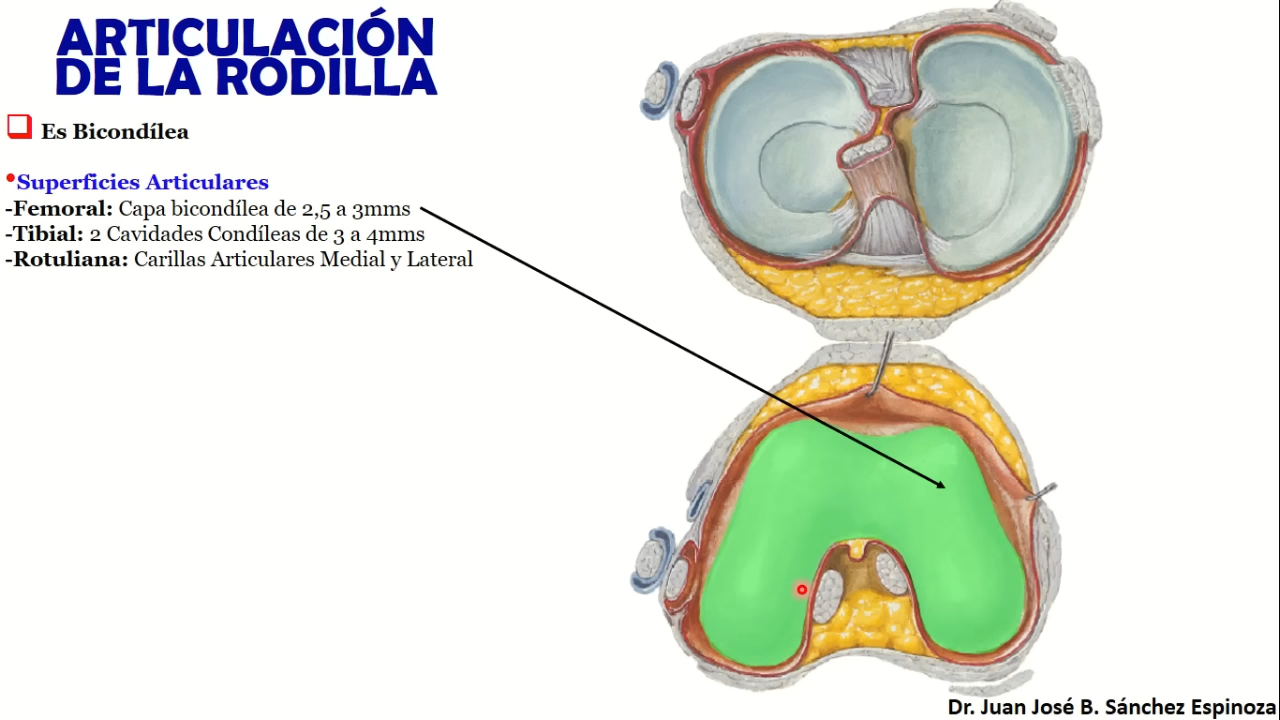 ARTICULACIÓN
DE LA RODILLA
Es Bicondílea
•Superficies Articulares
-Femoral: Capa bicondílea de 2,5 a 3mms
-Tibial: 2 Cavidades Condíleas de 3 a 4mms
-Rotuliana: Carillas Articulares Medial y Lateral
Dr. Juan José B. Sánchez Espinoza